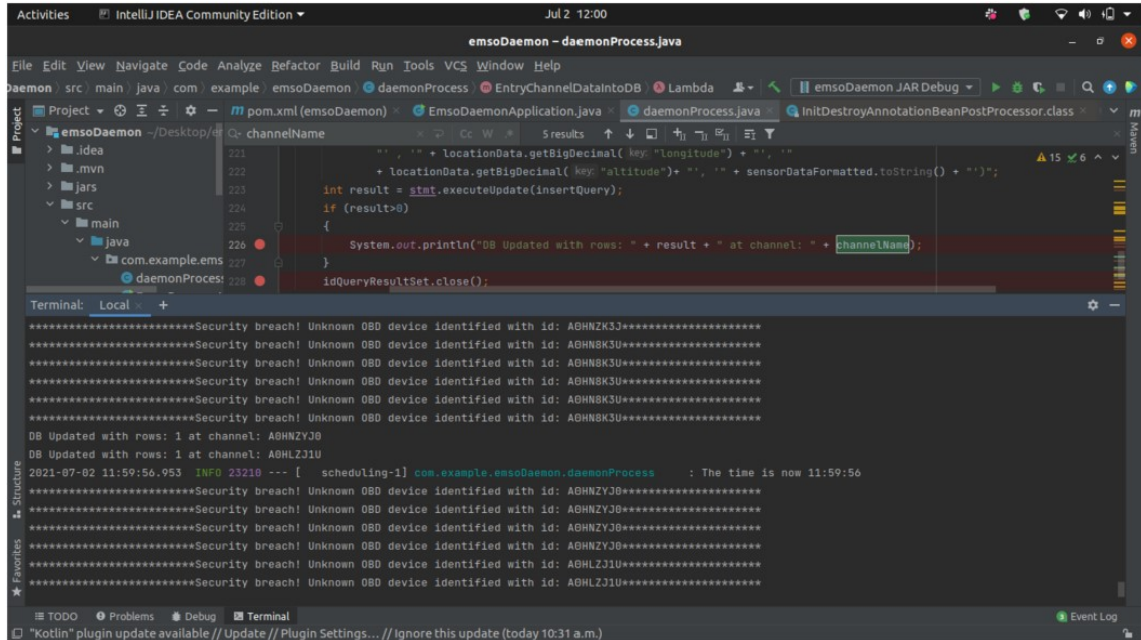 Activities IntelliJ IDEA Community Edition Jul 2 12:00
emsoDaemon – daemonProcess.java
File Edit View Navigate Code Analyze Refactor Build Run Tools VCS Window Help
Daemon src main java com example emsoDaemon daemonProcess EntryChannelDataIntoDB Lambda emsoDaemon JAR Debug
Project pom.xml (emsoDaemon) EmsoDaemonApplication.java daemonProcess.java InitDestroyAnnotationBeanPostProcessor.class
emsoDaemon ~/Desktop/er channelName Cc W 5 results
.idea 221 "' , '" + locationData.getBigDecimal( key: "longitude") + "', '" 15 6
.mvn 222 + locationData.getBigDecimal( key: "altitude")+ "', '" + sensorDataFormatted.toString() + "')";
jars 223 int result = stmt.executeUpdate(insertQuery);
src 224 if (result>0)
main 225 {
java 226 System.out.println("DB Updated with rows: " + result + " at channel: " + channelName);
com.example.ems 227 }
daemonProcess 228 idQueryResultSet.close();
Terminal: Local +
*************************Security breach! Unknown OBD device identified with id: A0HNZK3J*********************
*************************Security breach! Unknown OBD device identified with id: A0HN8K3U*********************
*************************Security breach! Unknown OBD device identified with id: A0HN8K3U*********************
*************************Security breach! Unknown OBD device identified with id: A0HN8K3U*********************
*************************Security breach! Unknown OBD device identified with id: A0HN8K3U*********************
*************************Security breach! Unknown OBD device identified with id: A0HN8K3U*********************
DB Updated with rows: 1 at channel: A0HNZYJ0
DB Updated with rows: 1 at channel: A0HLZJ1U
2021-07-02 11:59:56.953 INFO 23210 --- [ scheduling-1] com.example.emsoDaemon.daemonProcess : The time is now 11:59:56
*************************Security breach! Unknown OBD device identified with id: A0HNZYJ0*********************
*************************Security breach! Unknown OBD device identified with id: A0HNZYJ0*********************
*************************Security breach! Unknown OBD device identified with id: A0HNZYJ0*********************
*************************Security breach! Unknown OBD device identified with id: A0HNZYJ0*********************
*************************Security breach! Unknown OBD device identified with id: A0HLZJ1U*********************
*************************Security breach! Unknown OBD device identified with id: A0HLZJ1U*********************
Project
Maven
Structure
Favorites
TODO Problems Debug Terminal 3 Event Log
"Kotlin" plugin update available // Update // Plugin Settings... // Ignore this update (today 10:31 a.m.)